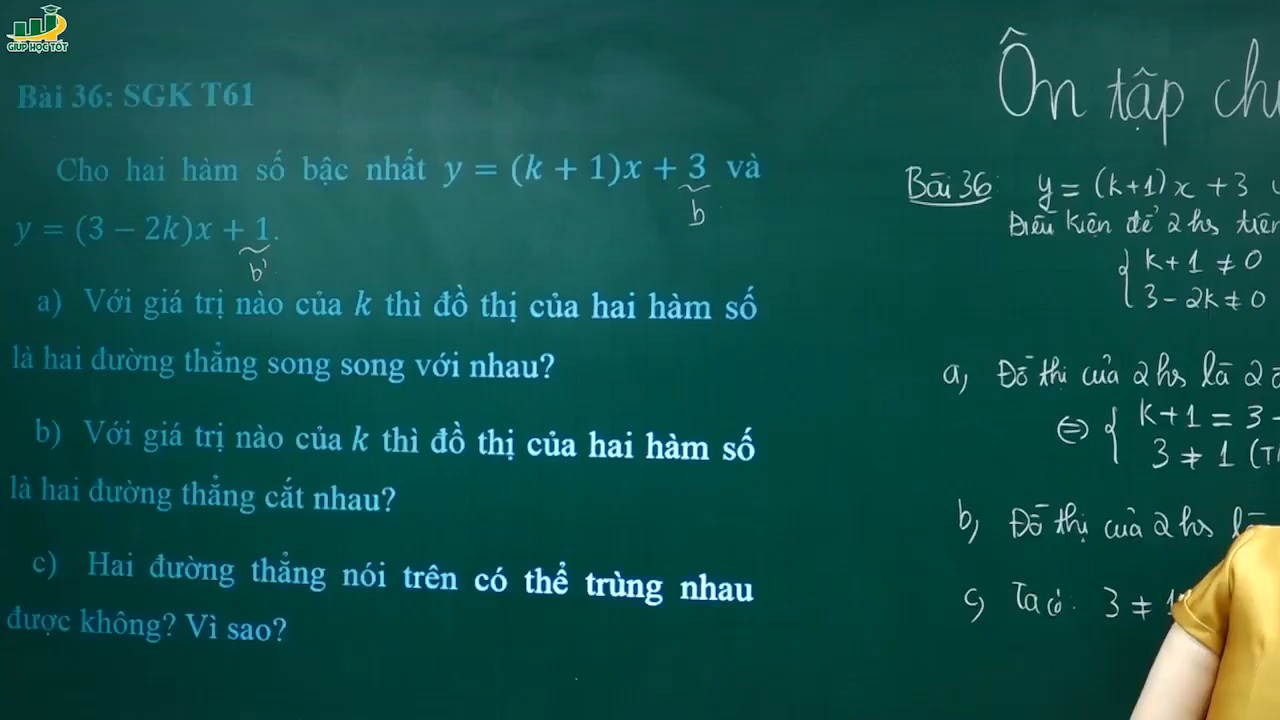 GIUP HỌC TỐT
Bài 36: SGK T61
Cho hai hàm số bậc nhất y = (k + 1)x + 3 và
b
y = (3 − 2k)x + 1.
b'
a) Với giá trị nào của k thì đồ thị của hai hàm số
là hai đường thẳng song song với nhau?
b) Với giá trị nào của k thì đồ thị của hai hàm số
là hai đường thẳng cắt nhau?
c) Hai đường thẳng nói trên có thể trùng nhau
được không? Vì sao?
Ôn tập
Bài 36 y = (k+1)x + 3
Điều kiện để 2 hs
k + 1 ≠ 0
3 - 2k ≠ 0
a, Đồ thị của 2 hs là 2
⇔ { k + 1 = 3 -
3 ≠ 1
b, Đồ thị của 2 hs
c, Ta có: 3 ≠ 1